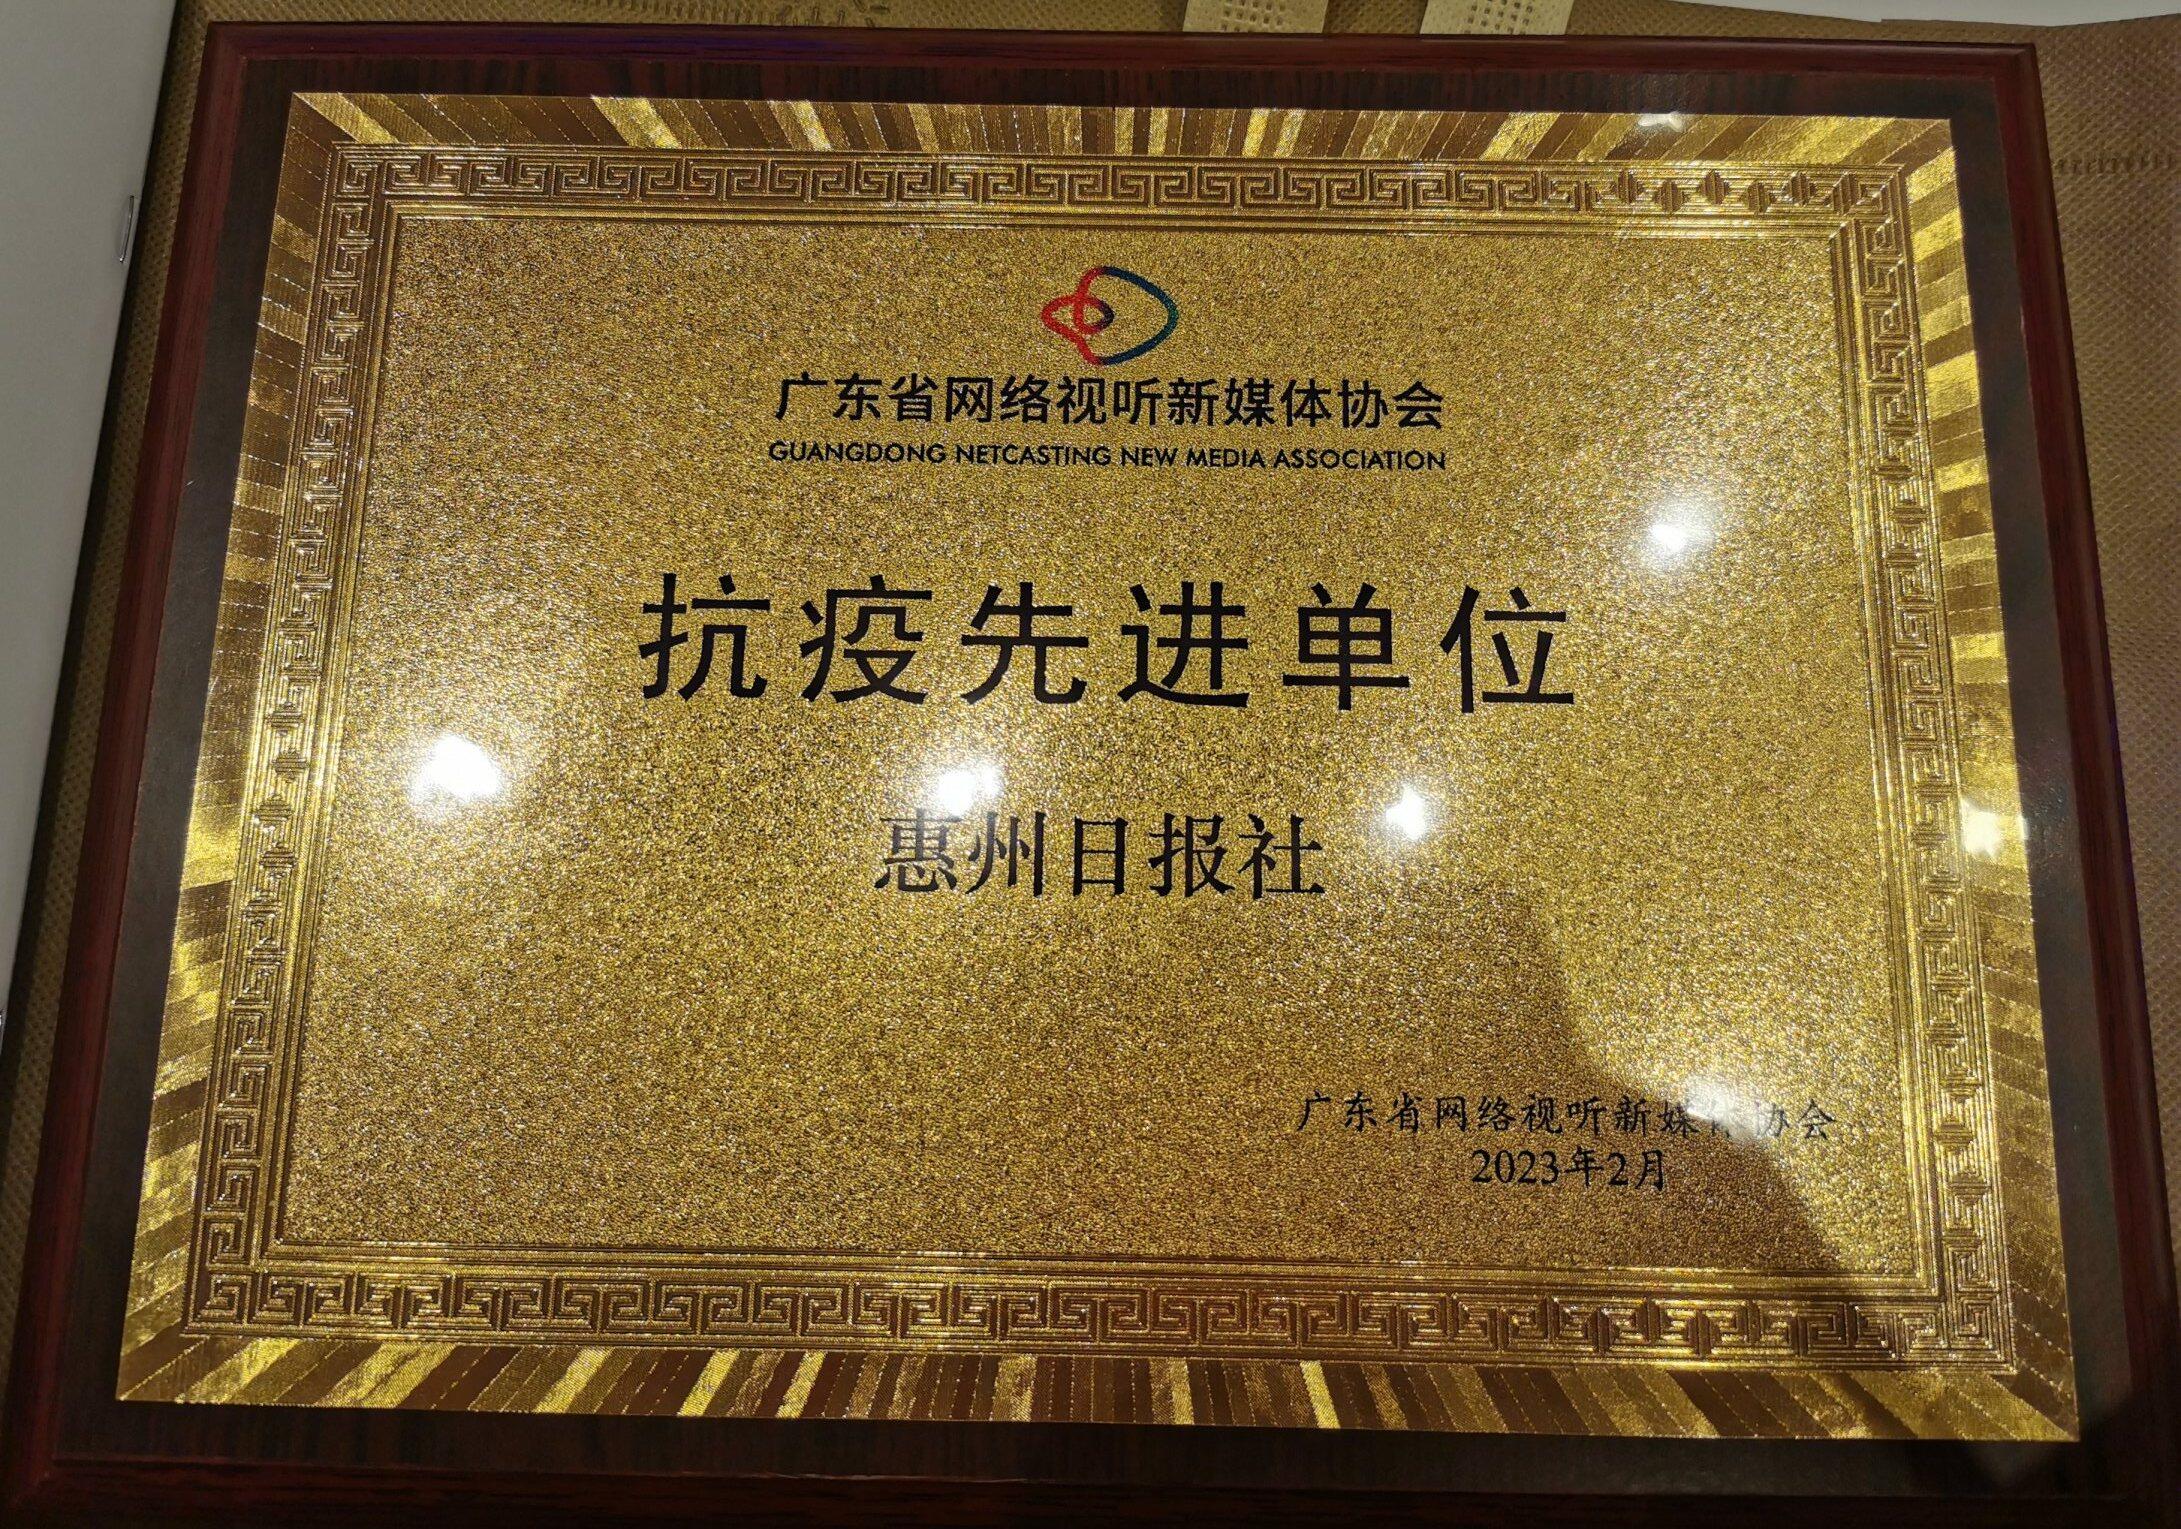 广东省网络视听新媒体协会
GUANGDONG NETCASTING NEW MEDIA ASSOCIATION
抗疫先进单位
惠州日报社
广东省网络视听新媒体协会
2023年2月